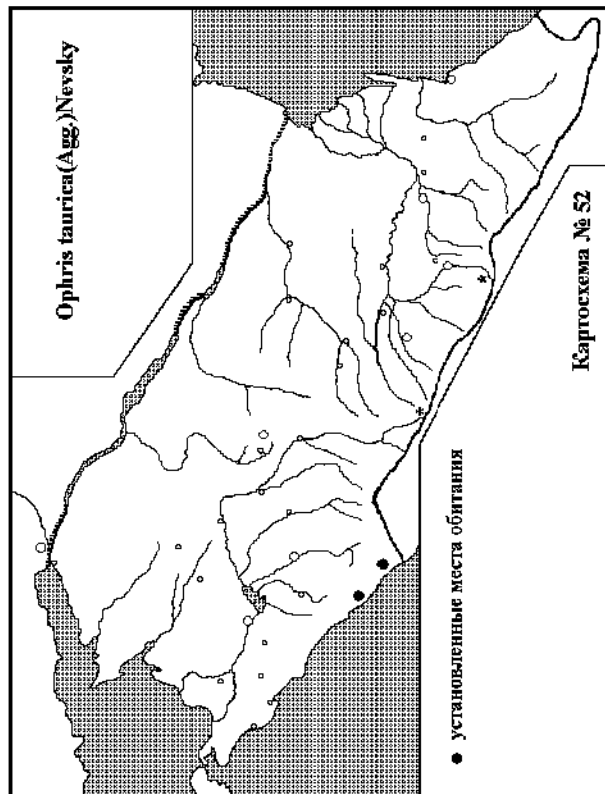 Ophris taurica(Agg.)Nevsky
Картосхема № 52
установленные места обитания